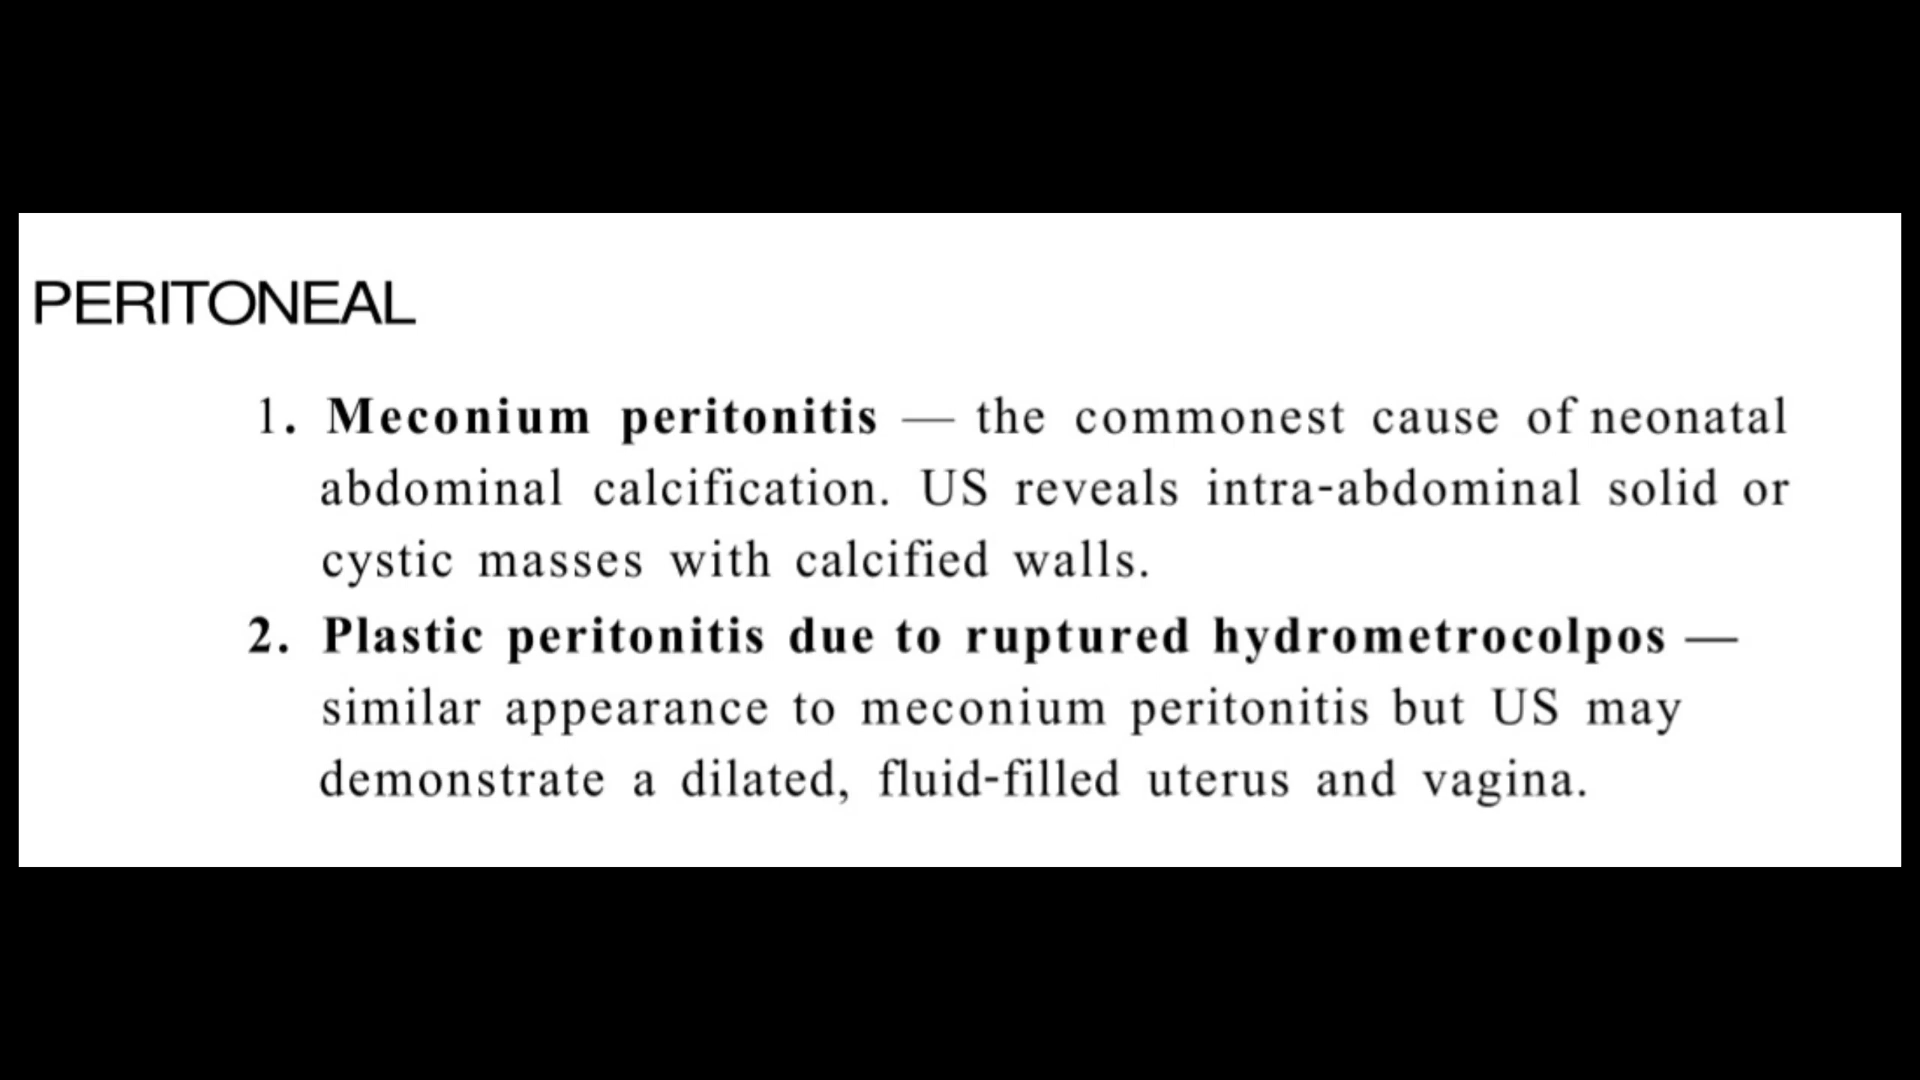 PERITONEAL
1. Meconium peritonitis — the commonest cause of neonatal
abdominal calcification. US reveals intra-abdominal solid or
cystic masses with calcified walls.
2. Plastic peritonitis due to ruptured hydrometrocolpos —
similar appearance to meconium peritonitis but US may
demonstrate a dilated, fluid-filled uterus and vagina.